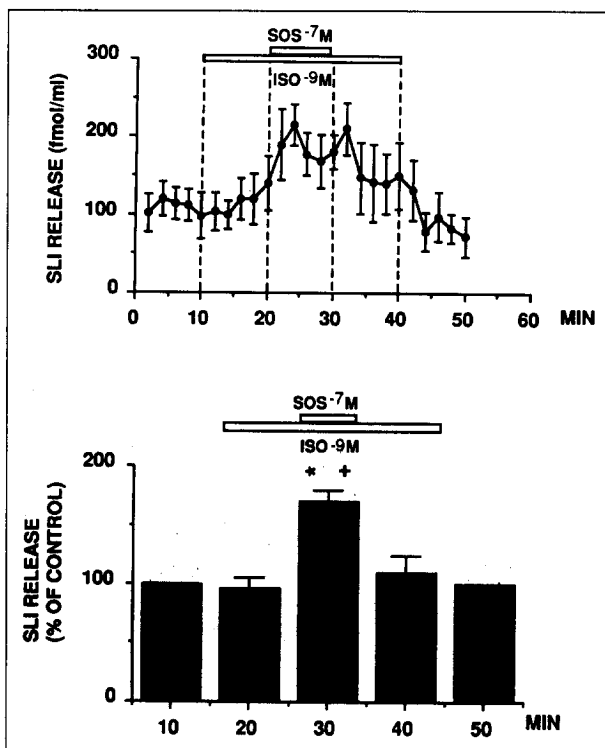 SOS -7M
ISO -9M
SLI RELEASE (fmol/ml)
300
200
100
0
0 10 20 30 40 50 60 MIN
SOS -7M
ISO -9M
* +
SLI RELEASE
(% OF CONTROL)
200
100
0
10 20 30 40 50 MIN